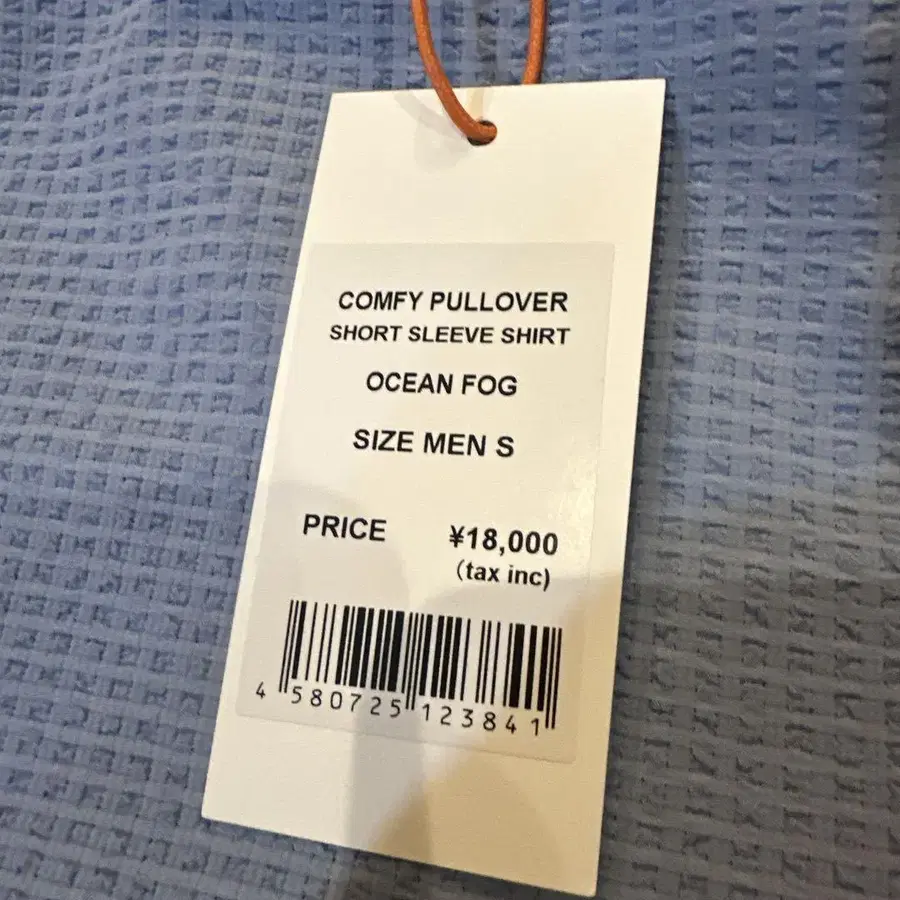 COMFY PULLOVER
SHORT SLEEVE SHIRT
OCEAN FOG
SIZE MEN S
PRICE ¥18,000
(tax inc)
4 580725 123841